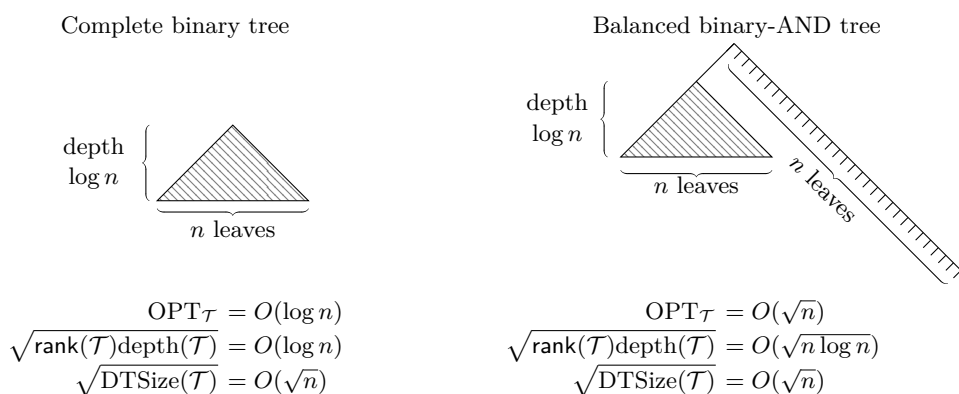 Complete binary tree
depth
log n
n leaves
OPT_𝒯 = O(log n)
√rank(𝒯)depth(𝒯) = O(log n)
√DTSize(𝒯) = O(√n)
Balanced binary-AND tree
depth
log n
n leaves
n leaves
OPT_𝒯 = O(√n)
√rank(𝒯)depth(𝒯) = O(√n log n)
√DTSize(𝒯) = O(√n)